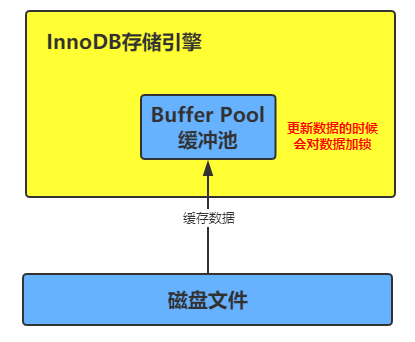 InnoDB存储引擎
Buffer Pool
缓冲池
更新数据的时候
会对数据加锁
缓存数据
磁盘文件